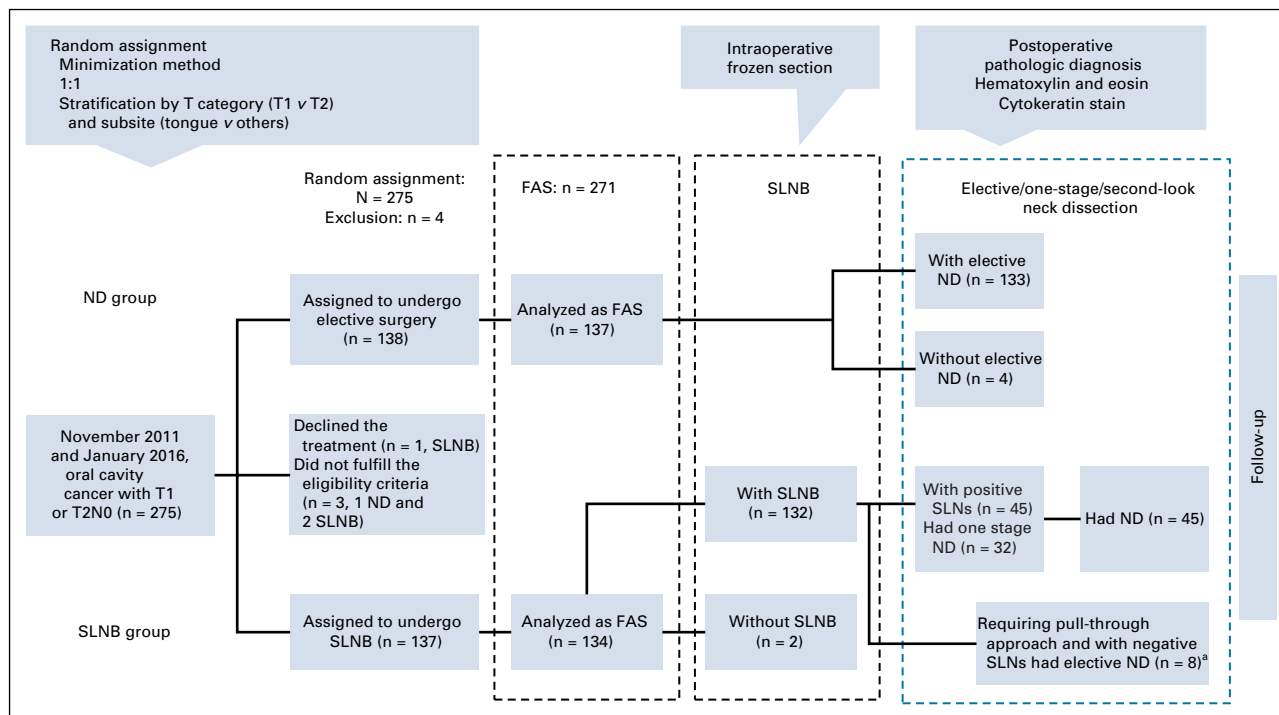 Random assignment
Minimization method
1:1
Stratification by T category (T1 v T2)
and subsite (tongue v others)
Intraoperative
frozen section
Postoperative
pathologic diagnosis
Hematoxylin and eosin
Cytokeratin stain
Random assignment:
N = 275
Exclusion: n = 4
FAS: n = 271
SLNB
Elective/one-stage/second-look
neck dissection
ND group
Assigned to undergo
elective surgery
(n = 138)
Analyzed as FAS
(n = 137)
With elective
ND (n = 133)
Without elective
ND (n = 4)
November 2011
and January 2016,
oral cavity
cancer with T1
or T2N0 (n = 275)
Declined the
treatment (n = 1, SLNB)
Did not fulfill the
eligibility criteria
(n = 3, 1 ND and
2 SLNB)
With SLNB
(n = 132)
With positive
SLNs (n = 45)
Had one stage
ND (n = 32)
Had ND (n = 45)
SLNB group
Assigned to undergo
SLNB (n = 137)
Analyzed as FAS
(n = 134)
Without SLNB
(n = 2)
Requiring pull-through
approach and with negative
SLNs had elective ND (n = 8)a
Follow-up